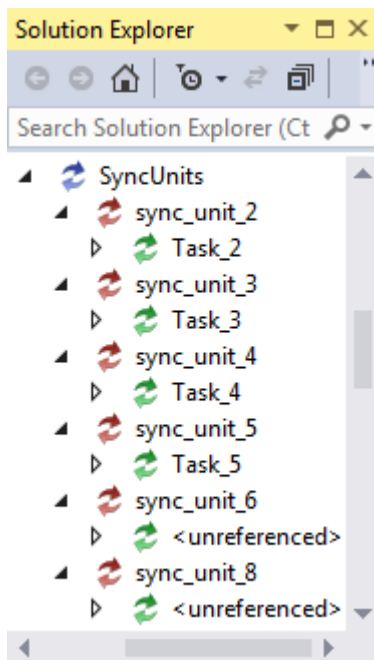 Solution Explorer
Search Solution Explorer (Ct
SyncUnits
sync_unit_2
Task_2
sync_unit_3
Task_3
sync_unit_4
Task_4
sync_unit_5
Task_5
sync_unit_6
<unreferenced>
sync_unit_8
<unreferenced>